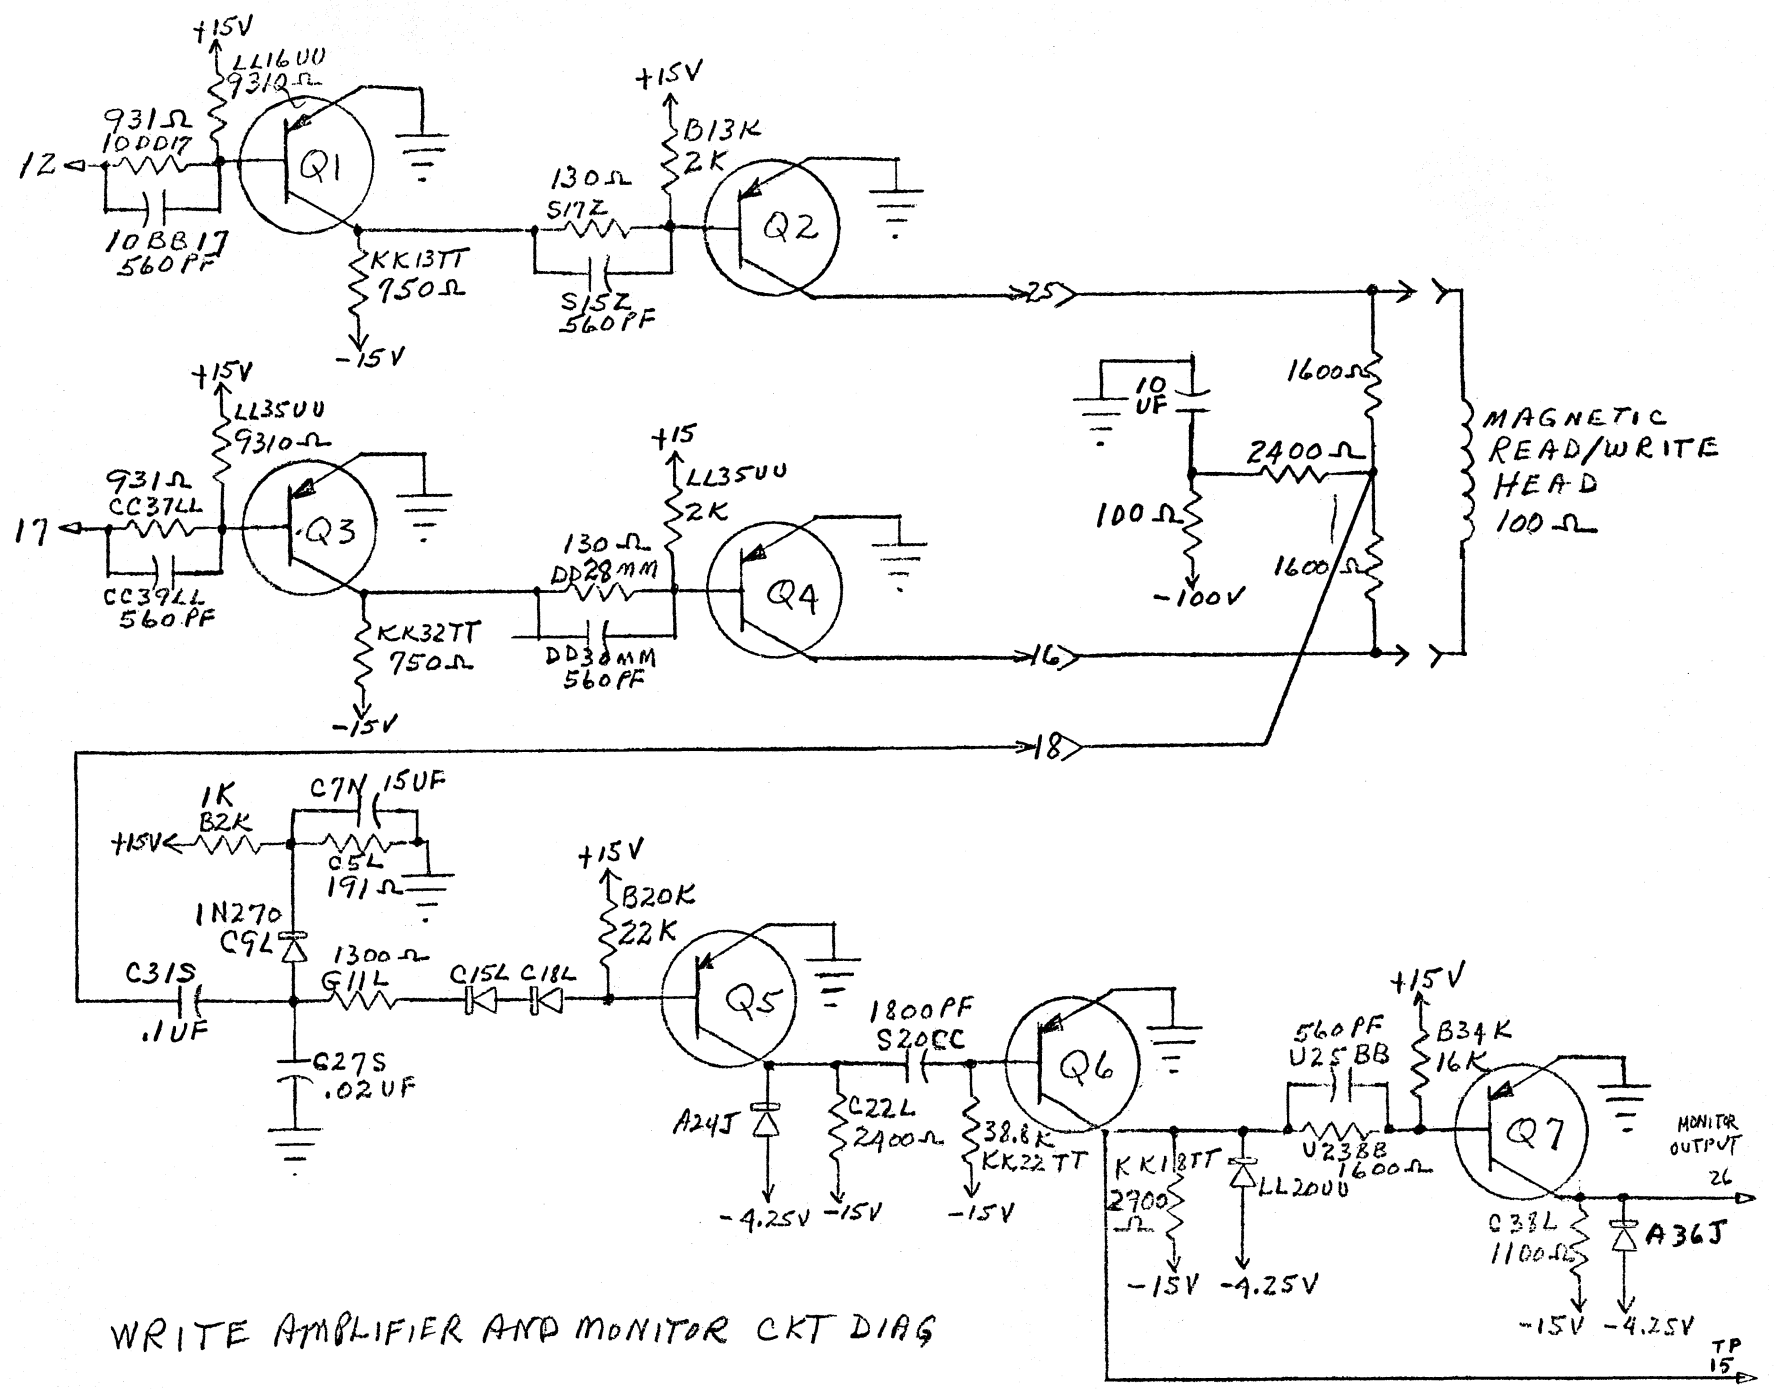 +15V
LL16UU
9310Ω
931Ω
10DD17
12
Q1
10BB17
560PF
KK13TT
750Ω
-15V
+15V
B13K
2K
130Ω
S17Z
Q2
S15Z
560PF
25
+15V
LL35UU
9310Ω
931Ω
CC37LL
17
Q3
CC39LL
560PF
KK32TT
750Ω
-15V
+15
LL35UU
2K
130Ω
DD28MM
Q4
DD30MM
560PF
16
10
UF
1600Ω
2400Ω
100Ω
-100V
1600Ω
MAGNETIC
READ/WRITE
HEAD
100Ω
18
C7N 15UF
1K
B2K
+15V
C5L
191Ω
1N270
C9L
C31S
.1UF
1300Ω
G11L
C15L C18L
G27S
.02UF
+15V
B20K
22K
Q5
A24J
-4.25V
C22L
2400Ω
-15V
1800PF
S20CC
38.8K
KK22TT
-15V
Q6
KK18TT
2700
Ω
-15V
LL20UU
-4.25V
560PF
U25BB
U23BB
1600Ω
+15V
B34K
16K
Q7
C38L
1100Ω
-15V
A36J
-4.25V
MONITOR
OUTPUT
26
TP
15
WRITE AMPLIFIER AND MONITOR CKT DIAG